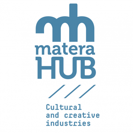 mh
matera
HUB
Cultural
and creative
industries